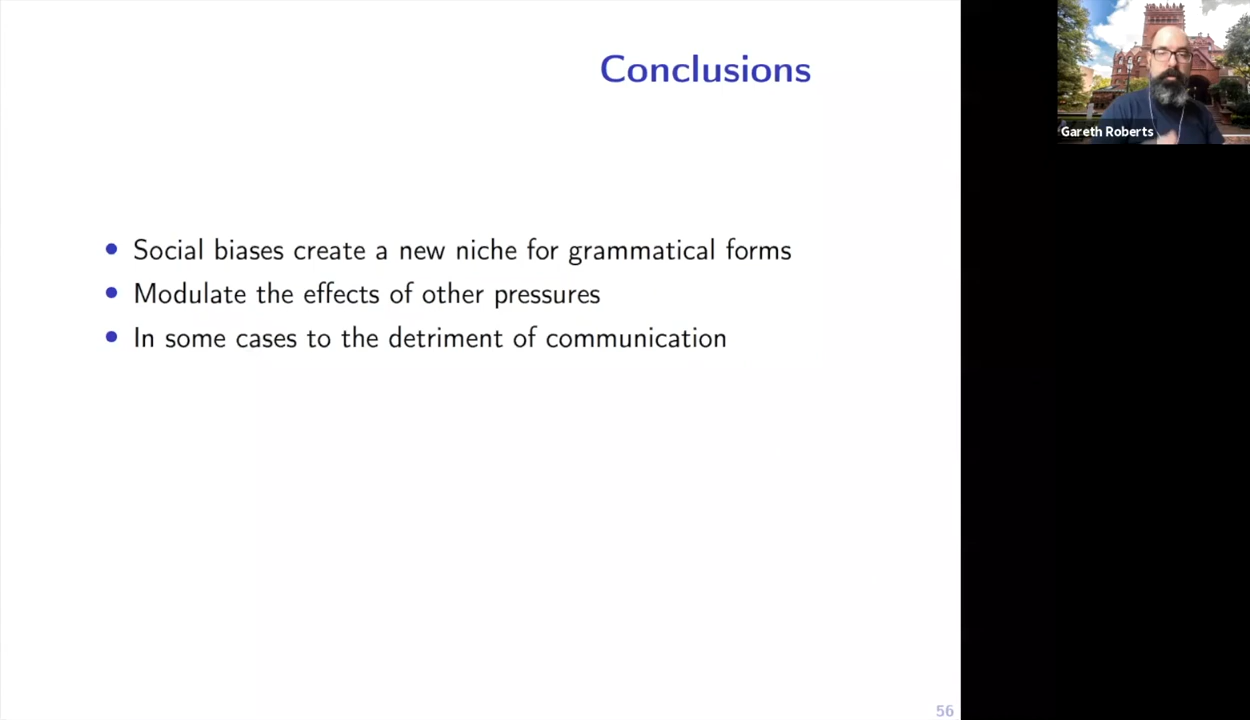 Conclusions
Gareth Roberts
• Social biases create a new niche for grammatical forms
• Modulate the effects of other pressures
• In some cases to the detriment of communication
56